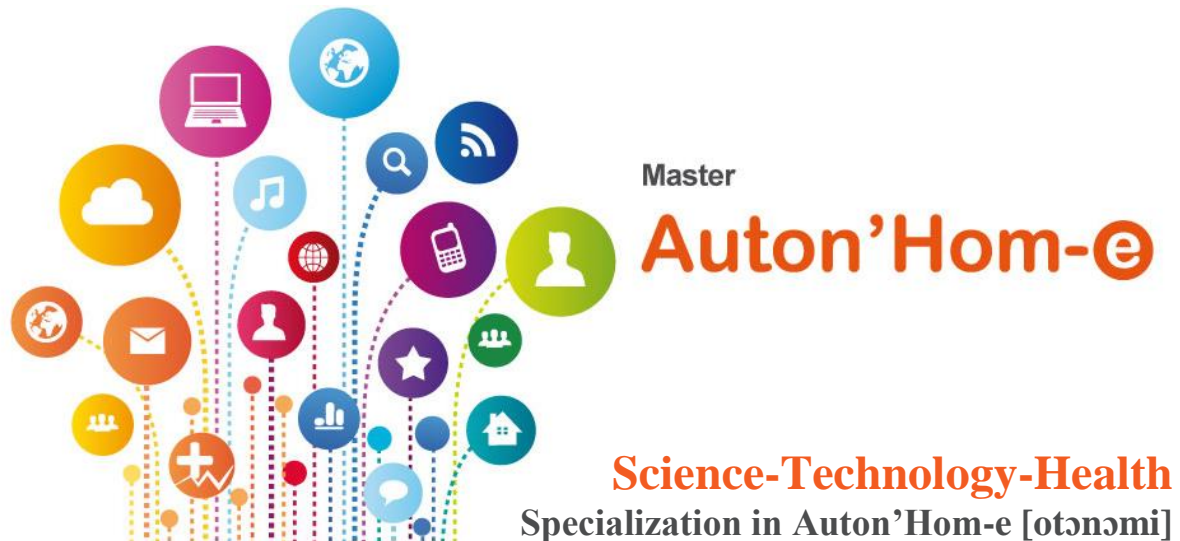 Master
Auton'Hom-e
Science-Technology-Health
Specialization in Auton'Hom-e [otɔnɔmi]